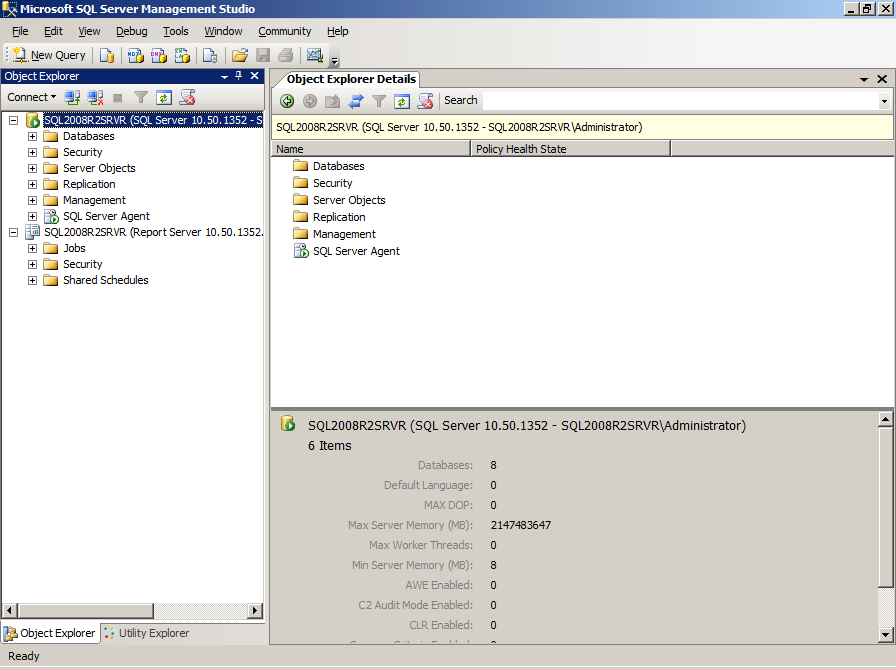 Microsoft SQL Server Management Studio
File Edit View Debug Tools Window Community Help
New Query
Object Explorer
Connect
SQL2008R2SRVR (SQL Server 10.50.1352 - S
Databases
Security
Server Objects
Replication
Management
SQL Server Agent
SQL2008R2SRVR (Report Server 10.50.1352.
Jobs
Security
Shared Schedules
Object Explorer Utility Explorer
Object Explorer Details
Search
SQL2008R2SRVR (SQL Server 10.50.1352 - SQL2008R2SRVR\Administrator)
Name Policy Health State
Databases
Security
Server Objects
Replication
Management
SQL Server Agent
SQL2008R2SRVR (SQL Server 10.50.1352 - SQL2008R2SRVR\Administrator)
6 Items
Databases: 8
Default Language: 0
MAX DOP: 0
Max Server Memory (MB): 2147483647
Max Worker Threads: 0
Min Server Memory (MB): 8
AWE Enabled: 0
C2 Audit Mode Enabled: 0
CLR Enabled: 0
Ready